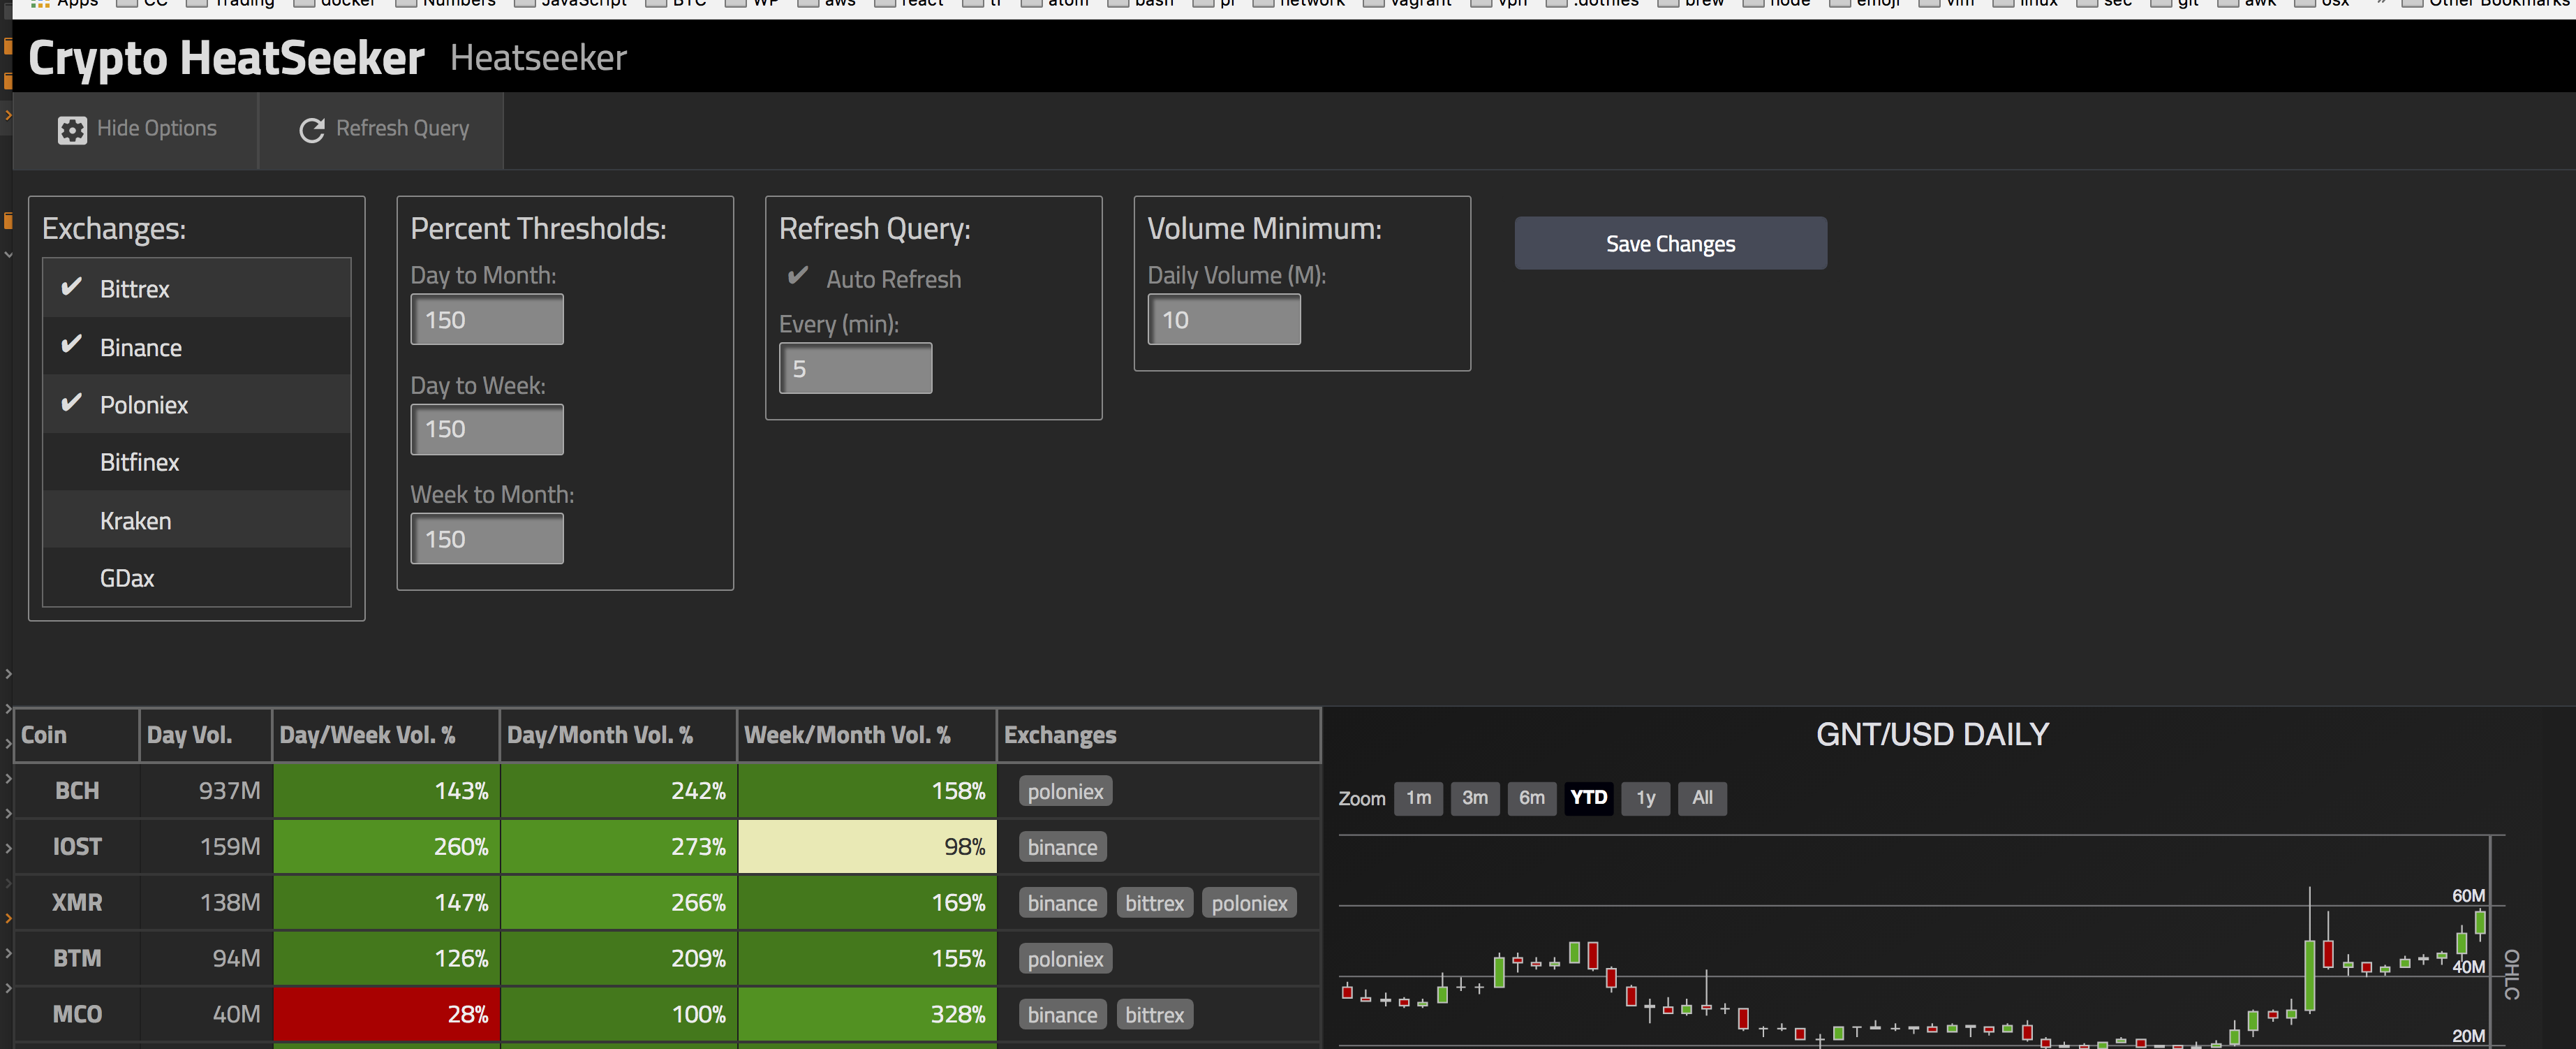 Apps CC Trading docker Numbers JavaScript BTC WP aws react tf atom bash pi network vagrant vpn .dotfiles brew node emoji vim linux sec git awk osx » Other Bookmarks
Crypto HeatSeeker Heatseeker
Hide Options Refresh Query
Exchanges:
✔ Bittrex
✔ Binance
✔ Poloniex
Bitfinex
Kraken
GDax
Percent Thresholds:
Day to Month:
150
Day to Week:
150
Week to Month:
150
Refresh Query:
✔ Auto Refresh
Every (min):
5
Volume Minimum:
Daily Volume (M):
10
Save Changes
Coin Day Vol. Day/Week Vol. % Day/Month Vol. % Week/Month Vol. % Exchanges
BCH 937M 143% 242% 158% poloniex
IOST 159M 260% 273% 98% binance
XMR 138M 147% 266% 169% binance bittrex poloniex
BTM 94M 126% 209% 155% poloniex
MCO 40M 28% 100% 328% binance bittrex
GNT/USD DAILY
Zoom 1m 3m 6m YTD 1y All
60M
40M
20M
OHLC